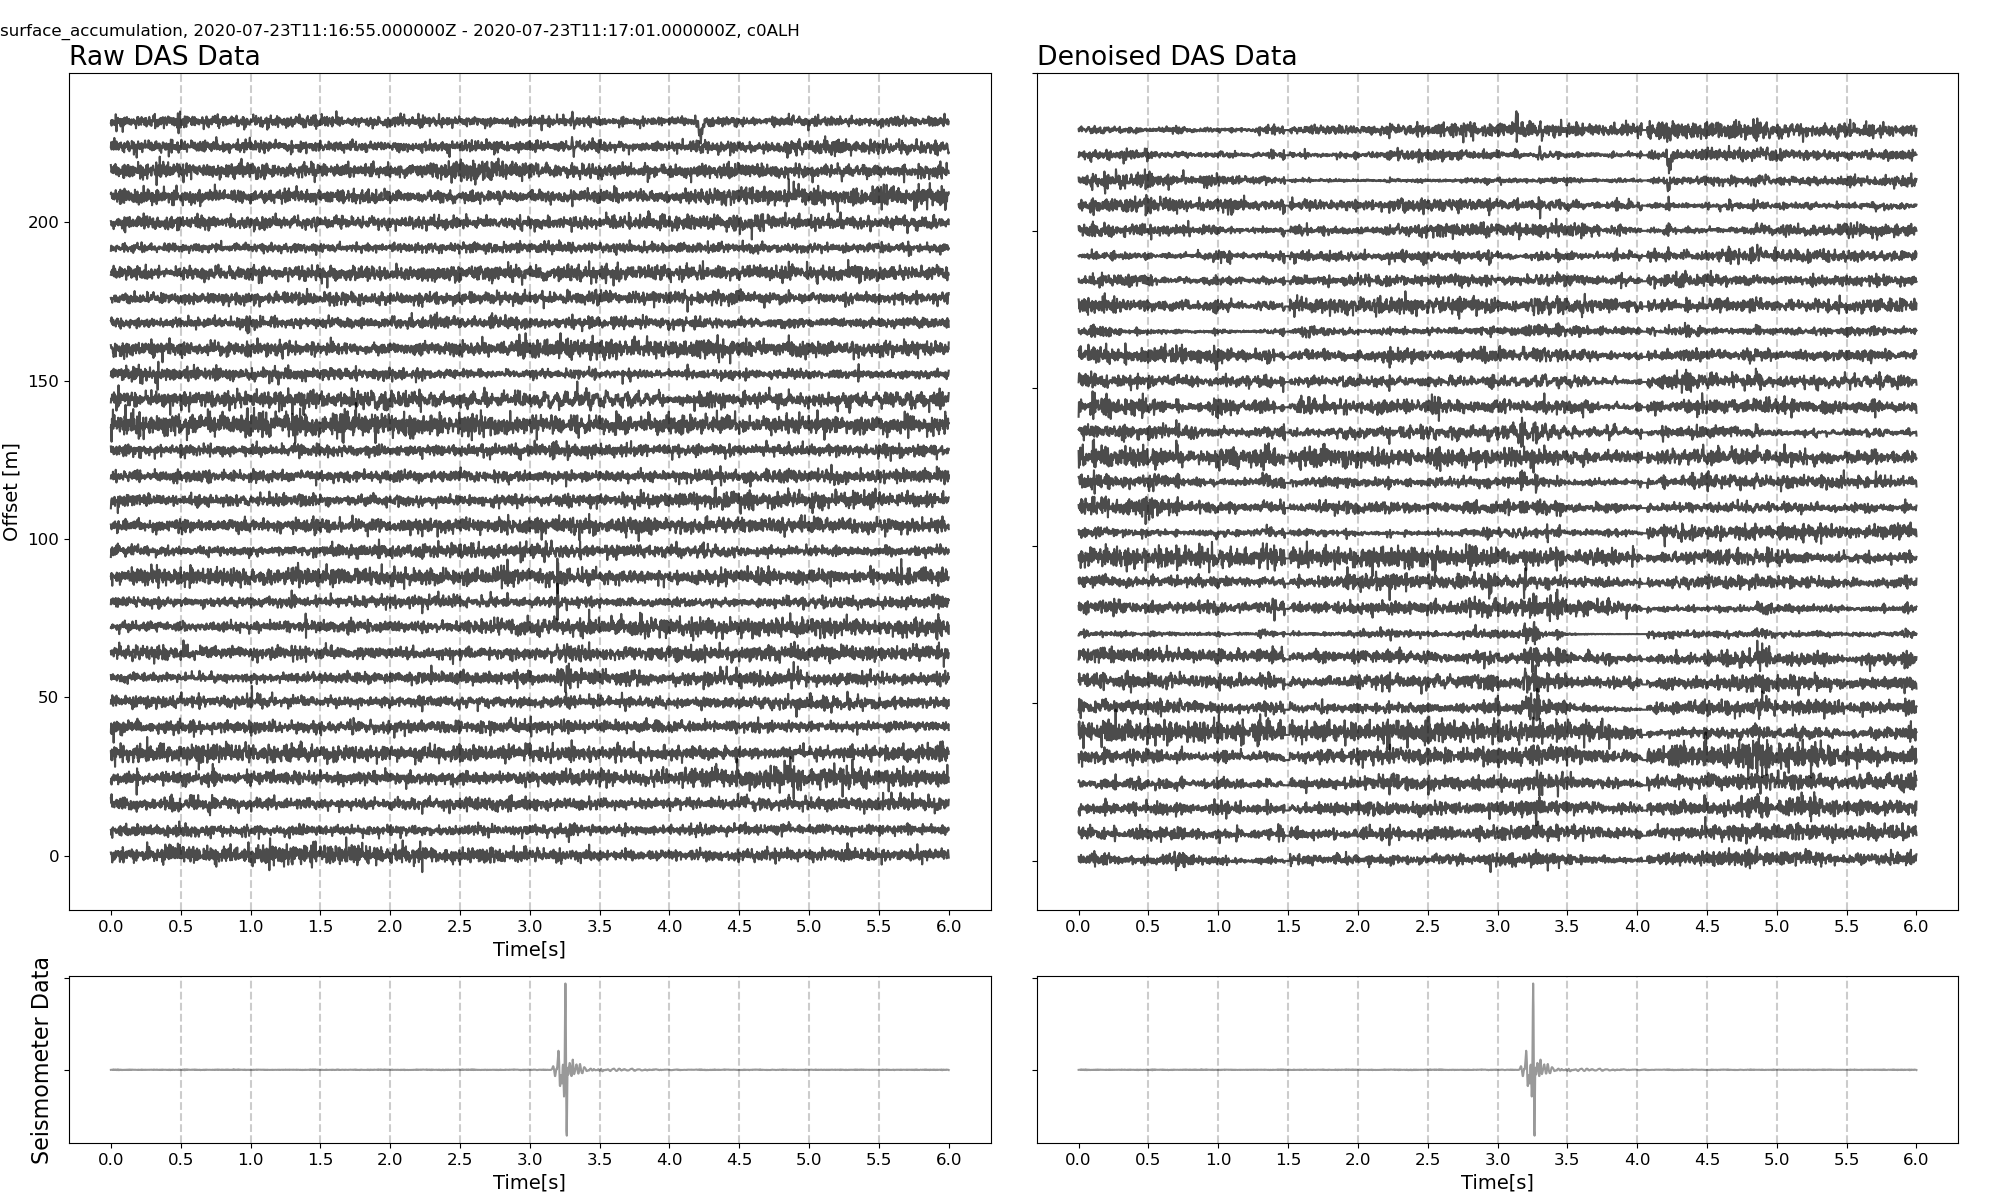 surface_accumulation, 2020-07-23T11:16:55.000000Z - 2020-07-23T11:17:01.000000Z, c0ALH
Raw DAS Data
Denoised DAS Data
Offset [m]
200
150
100
50
0
0.0 0.5 1.0 1.5 2.0 2.5 3.0 3.5 4.0 4.5 5.0 5.5 6.0
Time[s]
0.0 0.5 1.0 1.5 2.0 2.5 3.0 3.5 4.0 4.5 5.0 5.5 6.0
Seismometer Data
0.0 0.5 1.0 1.5 2.0 2.5 3.0 3.5 4.0 4.5 5.0 5.5 6.0
Time[s]
0.0 0.5 1.0 1.5 2.0 2.5 3.0 3.5 4.0 4.5 5.0 5.5 6.0
Time[s]